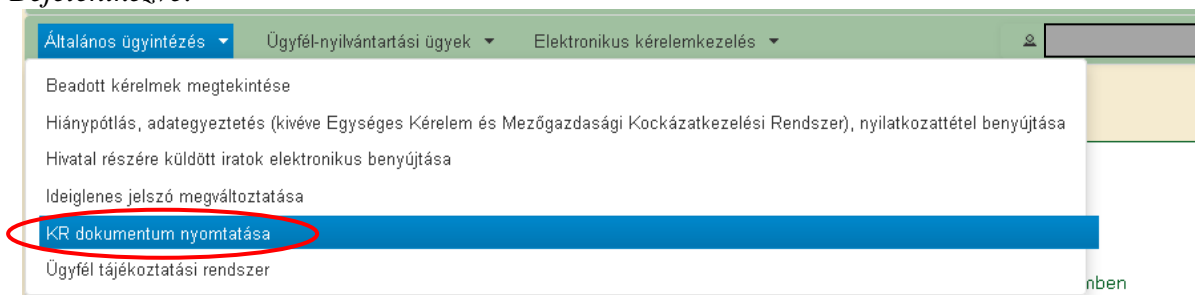 Általános ügyintézés Ügyfél-nyilvántartási ügyek Elektronikus kérelemkezelés
Beadott kérelmek megtekintése
Hiánypótlás, adategyeztetés (kivéve Egységes Kérelem és Mezőgazdasági Kockázatkezelési Rendszer), nyilatkozattétel benyújtása
Hivatal részére küldött iratok elektronikus benyújtása
Ideiglenes jelszó megváltoztatása
KR dokumentum nyomtatása
Ügyfél tájékoztatási rendszer